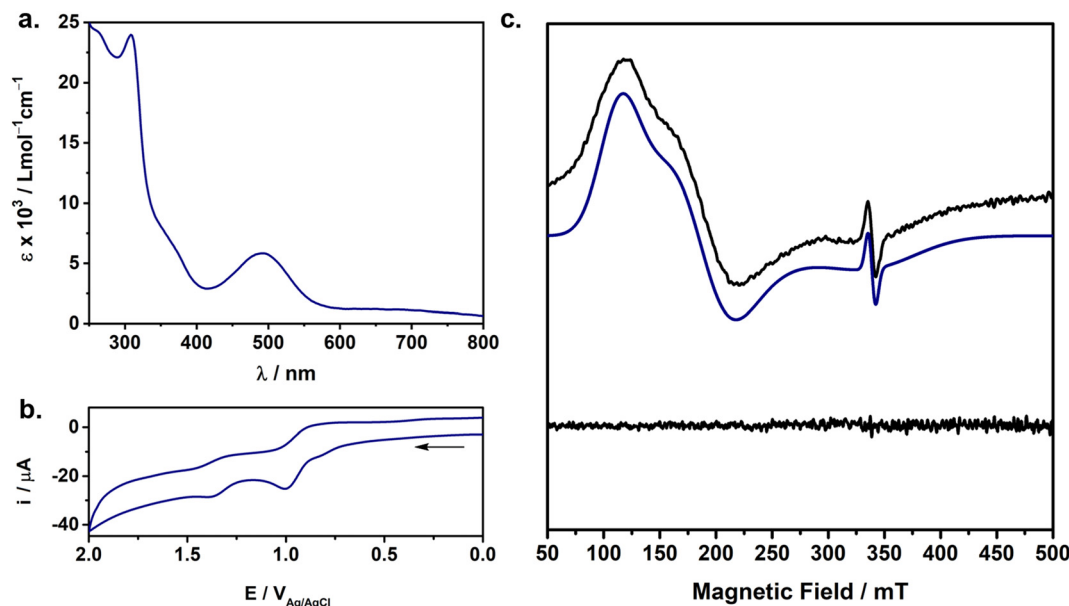 a.
ε x 10³ / Lmol⁻¹cm⁻¹
25
20
15
10
5
0
300 400 500 600 700 800
λ / nm
b.
i / µA
0
-20
-40
2.0 1.5 1.0 0.5 0.0
E / V_Ag/AgCl
c.
50 100 150 200 250 300 350 400 450 500
Magnetic Field / mT